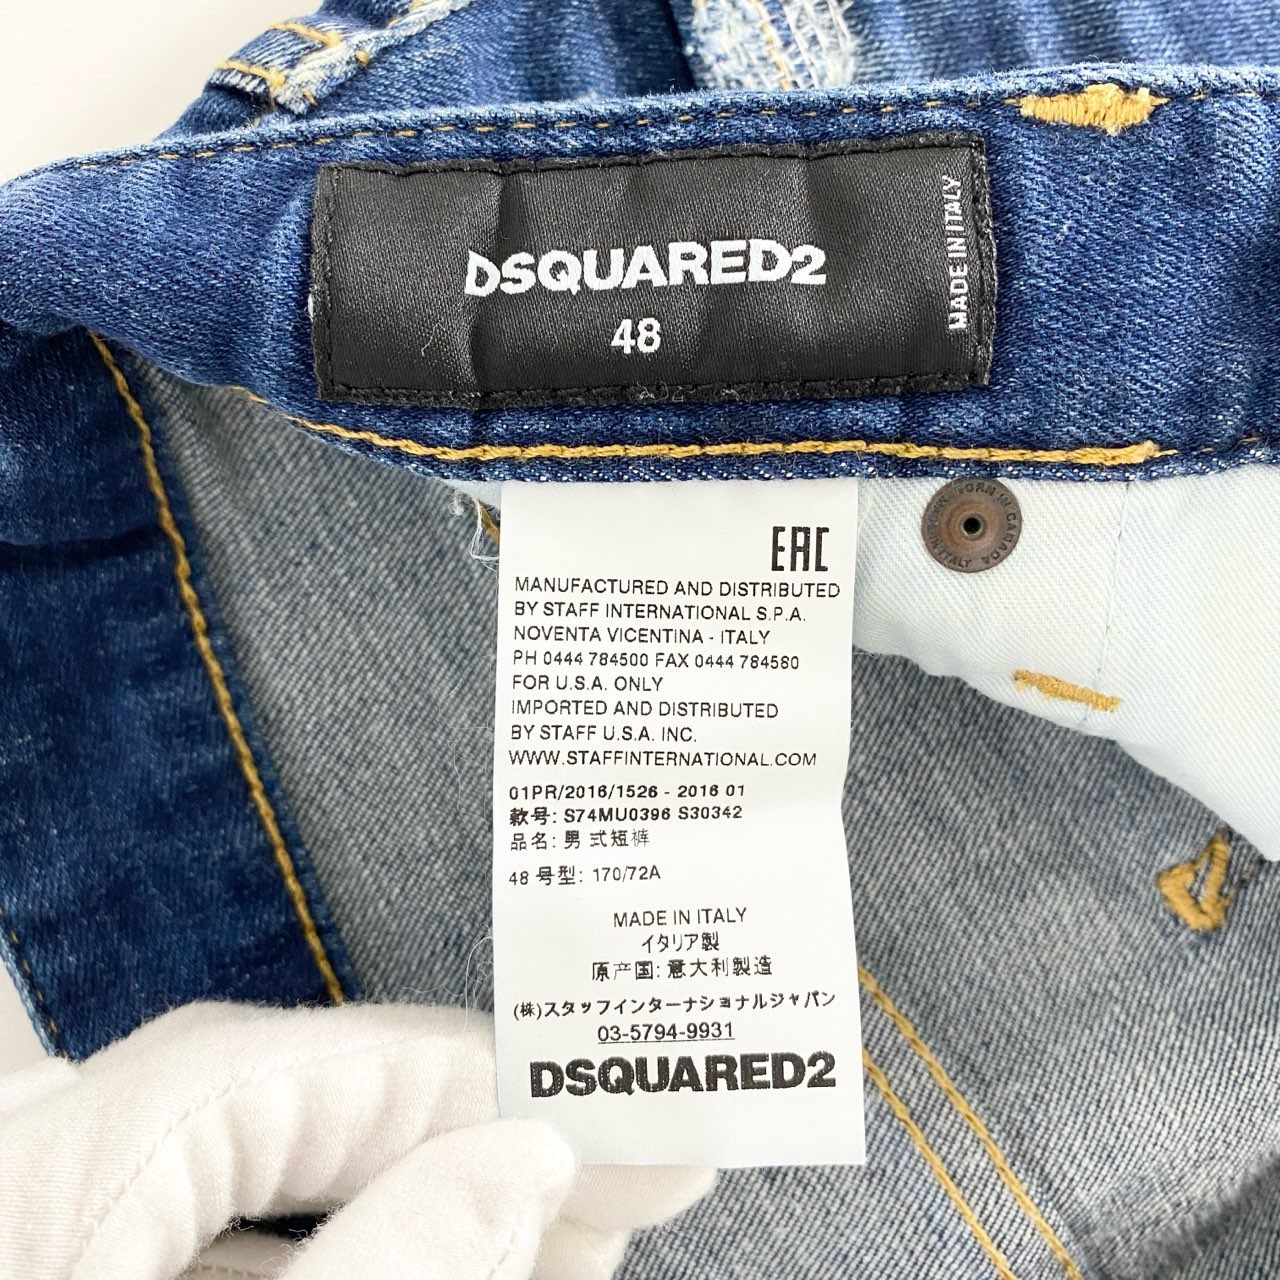 DSQUARED2
48
MADE IN ITALY
BORN IN CANADA
EAC
MANUFACTURED AND DISTRIBUTED
BY STAFF INTERNATIONAL S.P.A.
NOVENTA VICENTINA - ITALY
PH 0444 784500 FAX 0444 784580
FOR U.S.A. ONLY
IMPORTED AND DISTRIBUTED
BY STAFF U.S.A. INC.
WWW.STAFFINTERNATIONAL.COM
01PR/2016/1526 - 2016 01
款号: S74MU0396 S30342
品名: 男式短裤
48 号型: 170/72A
MADE IN ITALY
イタリア製
原产国: 意大利製造
(株)スタッフインターナショナルジャパン
03-5794-9931
DSQUARED2